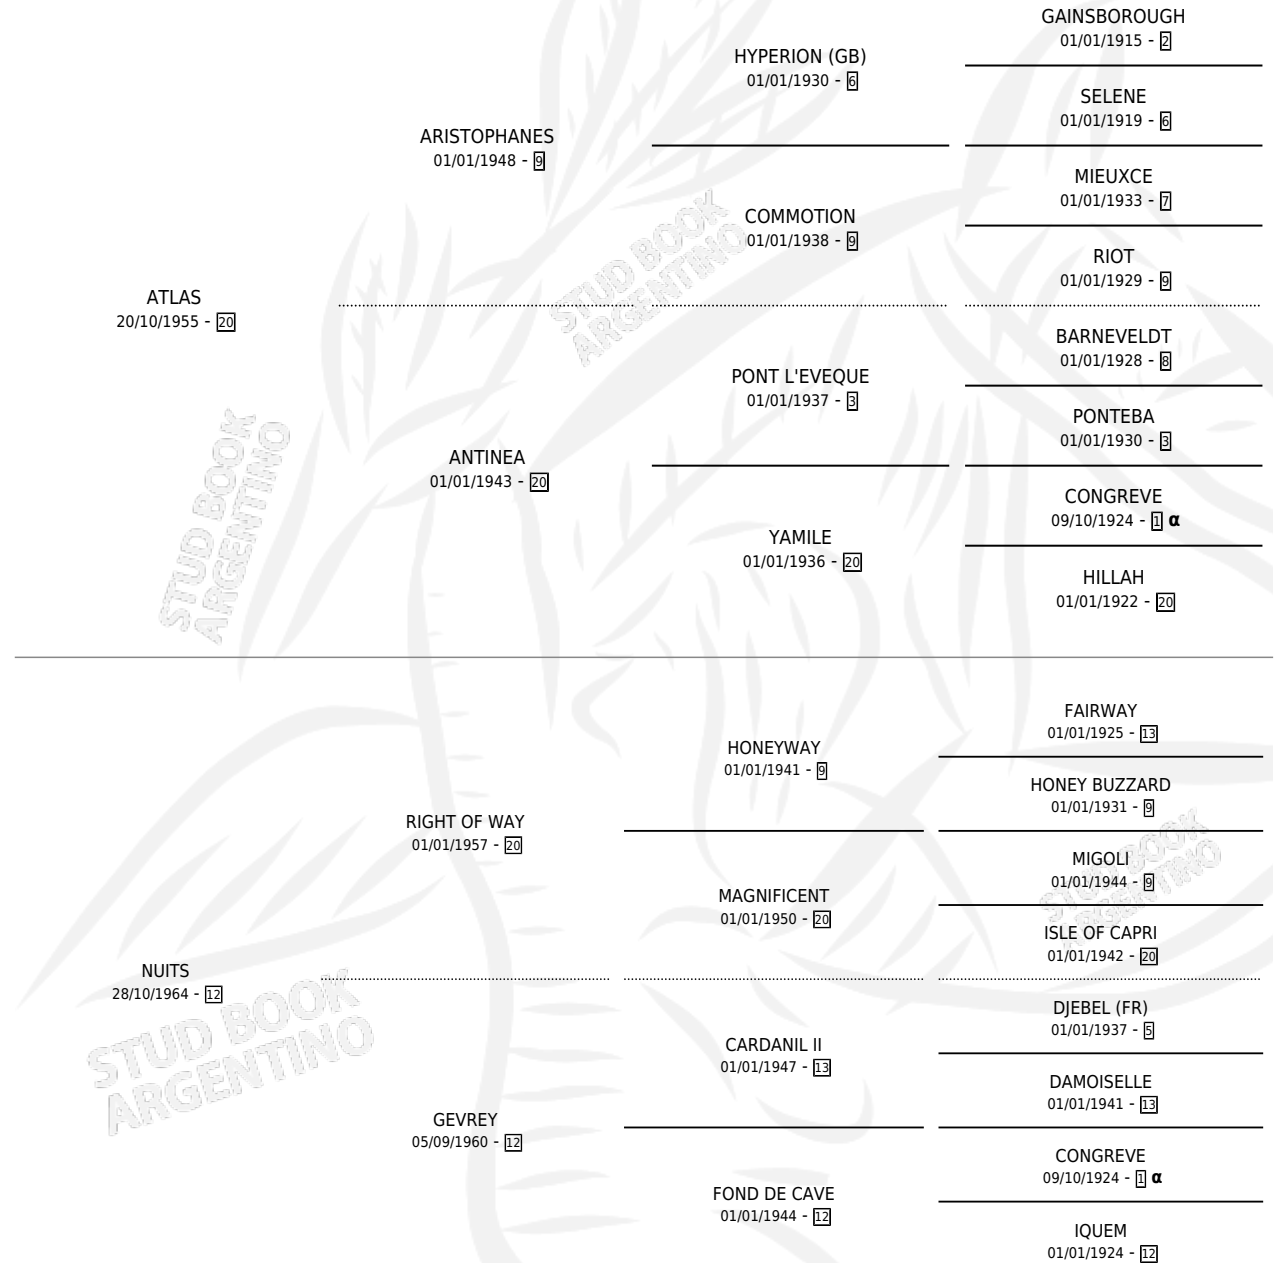 GAINSBOROUGH
01/01/1915 - 2
HYPERION (GB)
01/01/1930 - 6
SELENE
01/01/1919 - 6
ARISTOPHANES
01/01/1948 - 9
MIEUXCE
01/01/1933 - 7
COMMOTION
01/01/1938 - 9
RIOT
01/01/1929 - 9
ATLAS
20/10/1955 - 20
BARNEVELDT
01/01/1928 - 8
PONT L'EVEQUE
01/01/1937 - 3
PONTEBA
01/01/1930 - 3
ANTINEA
01/01/1943 - 20
CONGREVE
09/10/1924 - 1 α
YAMILE
01/01/1936 - 20
HILLAH
01/01/1922 - 20
FAIRWAY
01/01/1925 - 13
HONEYWAY
01/01/1941 - 9
HONEY BUZZARD
01/01/1931 - 9
RIGHT OF WAY
01/01/1957 - 20
MIGOLI
01/01/1944 - 9
MAGNIFICENT
01/01/1950 - 20
ISLE OF CAPRI
01/01/1942 - 20
NUITS
28/10/1964 - 12
DJEBEL (FR)
01/01/1937 - 5
CARDANIL II
01/01/1947 - 13
DAMOISELLE
01/01/1941 - 13
GEVREY
05/09/1960 - 12
CONGREVE
09/10/1924 - 1 α
FOND DE CAVE
01/01/1944 - 12
IQUEM
01/01/1924 - 12
STUD BOOK
ARGENTINO
STUD BOOK
ARGENTINO
STUD BOOK
ARGENTINO
STUD BOOK
ARGENTINO